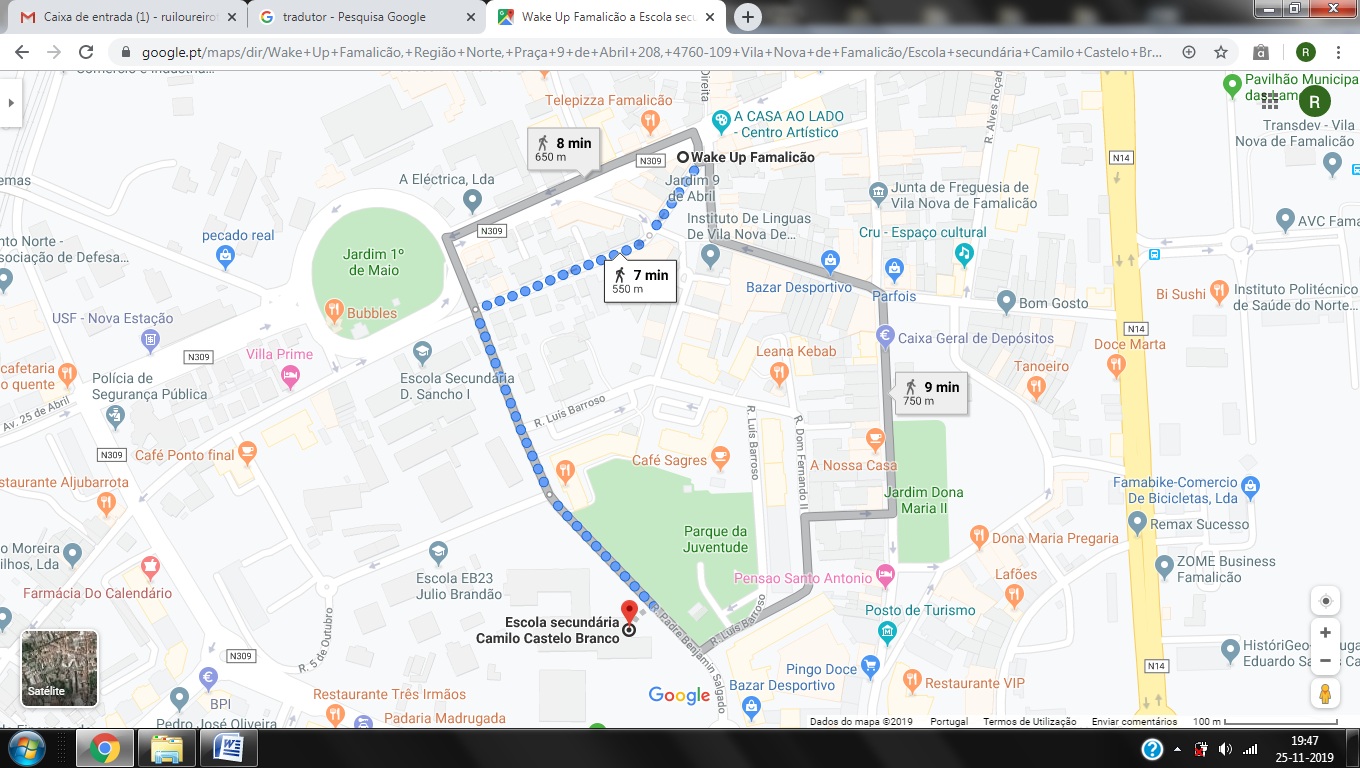 Caixa de entrada (1) - ruiloureiro
tradutor - Pesquisa Google
Wake Up Famalicão a Escola secu
google.pt/maps/dir/Wake+Up+Famalicão,+Região+Norte,+Praça+9+de+Abril+208,+4760-109+Vila+Nova+de+Famalicão/Escola+secundária+Camilo+Castelo+Br...
R
Telepizza Famalicão
Direita
A CASA AO LADO
- Centro Artístico
R. Alves Roçad
Pavilhão Municipa
R
Transdev - Vila
Nova de Famalicão
8 min
650 m
N309
Wake Up Famalicão
N14
A Eléctrica, Lda
Jardim 9
de Abril
Junta de Freguesia de
Vila Nova de Famalicão
Instituto De Linguas
De Vila Nova De...
AVC Fama
pecado real
N309
Cru - Espaço cultural
Jardim 1º
de Maio
7 min
550 m
Bazar Desportivo
Parfois
Bom Gosto
Bi Sushi
Instituto Politécnico
de Saúde do Norte...
Bubbles
USF - Nova Estação
N14
Caixa Geral de Depósitos
Doce Marta
Villa Prime
N309
Leana Kebab
Tanoeiro
cafetaria
o quente
Polícia de
Segurança Pública
Escola Secundária
D. Sancho I
9 min
750 m
Av. 25 de Abril
R. Luís Barroso
R. Luís Barroso
R. Dom Fernando II
N309
Café Ponto final
Café Sagres
A Nossa Casa
staurante Aljubarrota
Jardim Dona
Maria II
Famabike-Comercio
De Bicicletas, Lda
Remax Sucesso
Parque da
Juventude
Dona Maria Pregaria
o Moreira
ilhos, Lda
Farmácia Do Calendário
Escola EB23
Julio Brandão
Pensao Santo Antonio
Lafões
ZOME Business
Famalicão
Posto de Turismo
Escola secundária
Camilo Castelo Branco
R. Padre Benjamin Salgado
R. Luís Barroso
R. 5 de Outubro
N309
Satélite
HistóriGeo
Eduardo
N14
Pingo Doce
Bazar Desportivo
Restaurante VIP
Google
BPI
Restaurante Três Irmãos
Padaria Madrugada
Pedro José Oliveira
Dados do mapa ©2019
Portugal
Termos de Utilização
Enviar comentários
100 m
19:47
25-11-2019